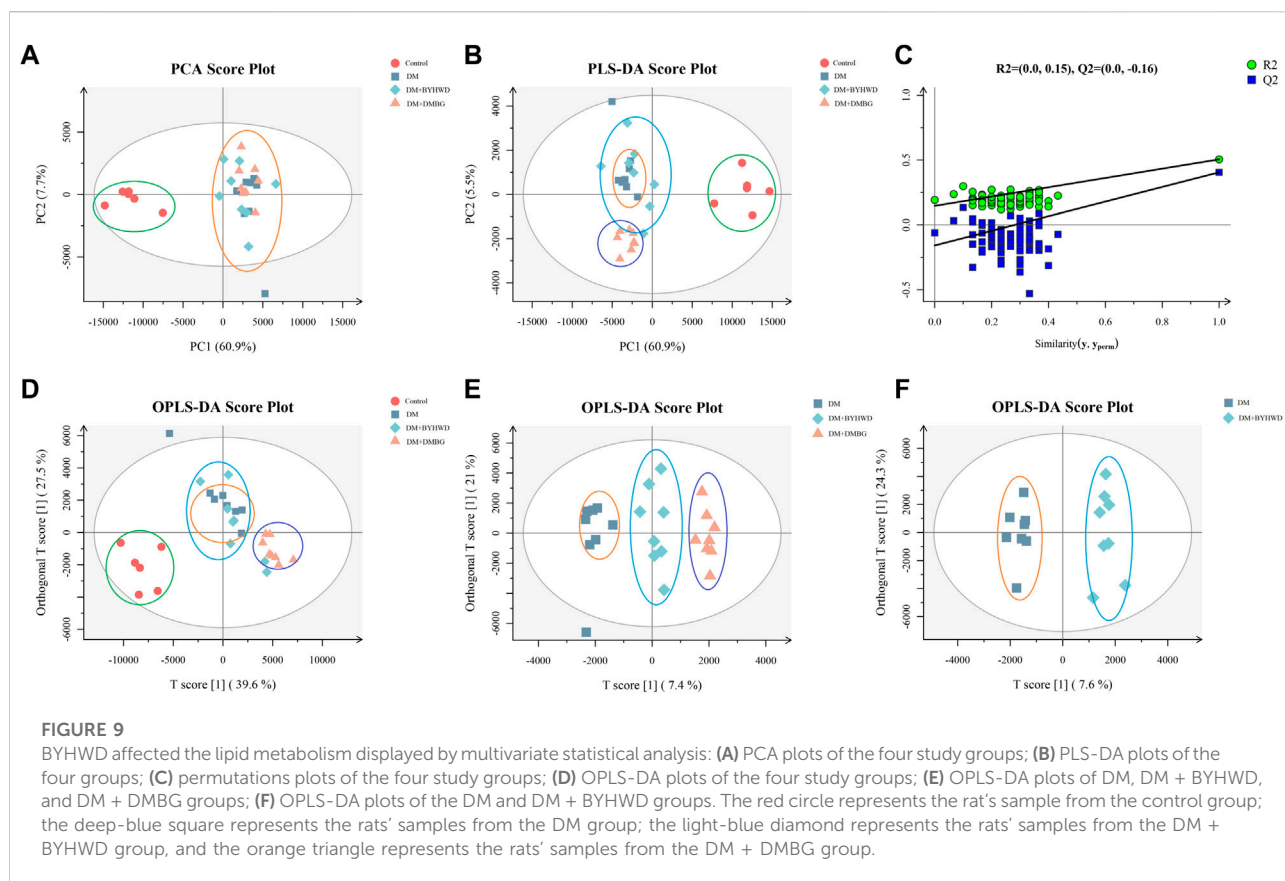 A
PCA Score Plot
Control
DM
DM+BYHWD
DM+DMBG
PC2 (7.7%)
5000
0
-5000
-15000 -10000 -5000 0 5000 10000 15000
PC1 (60.9%)
B
PLS-DA Score Plot
Control
DM
DM+BYHWD
DM+DMBG
PC2 (5.5%)
4000
2000
0
-2000
-4000
-10000 -5000 0 5000 10000 15000
PC1 (60.9%)
C
R2=(0.0, 0.15), Q2=(0.0, -0.16)
R2
Q2
1.0
0.5
0.0
-0.5
0.0 0.2 0.4 0.6 0.8 1.0
Similarity(y, yperm)
D
OPLS-DA Score Plot
Control
DM
DM+BYHWD
DM+DMBG
Orthogonal T score [1] ( 27.5 %)
6000
4000
2000
0
-2000
-4000
-6000
-10000 -5000 0 5000 10000
T score [1] ( 39.6 %)
E
OPLS-DA Score Plot
DM
DM+BYHWD
DM+DMBG
Orthogonal T score [1] ( 21 %)
6000
4000
2000
0
-2000
-4000
-6000
-4000 -2000 0 2000 4000
T score [1] ( 7.4 %)
F
OPLS-DA Score Plot
DM
DM+BYHWD
Orthogonal T score [1] ( 24.3 %)
6000
4000
2000
0
-2000
-4000
-6000
-4000 -2000 0 2000 4000
T score [1] ( 7.6 %)
FIGURE 9
BYHWD affected the lipid metabolism displayed by multivariate statistical analysis: (A) PCA plots of the four study groups; (B) PLS-DA plots of the
four groups; (C) permutations plots of the four study groups; (D) OPLS-DA plots of the four study groups; (E) OPLS-DA plots of DM, DM + BYHWD,
and DM + DMBG groups; (F) OPLS-DA plots of the DM and DM + BYHWD groups. The red circle represents the rat's sample from the control group;
the deep-blue square represents the rats' samples from the DM group; the light-blue diamond represents the rats' samples from the DM +
BYHWD group, and the orange triangle represents the rats' samples from the DM + DMBG group.